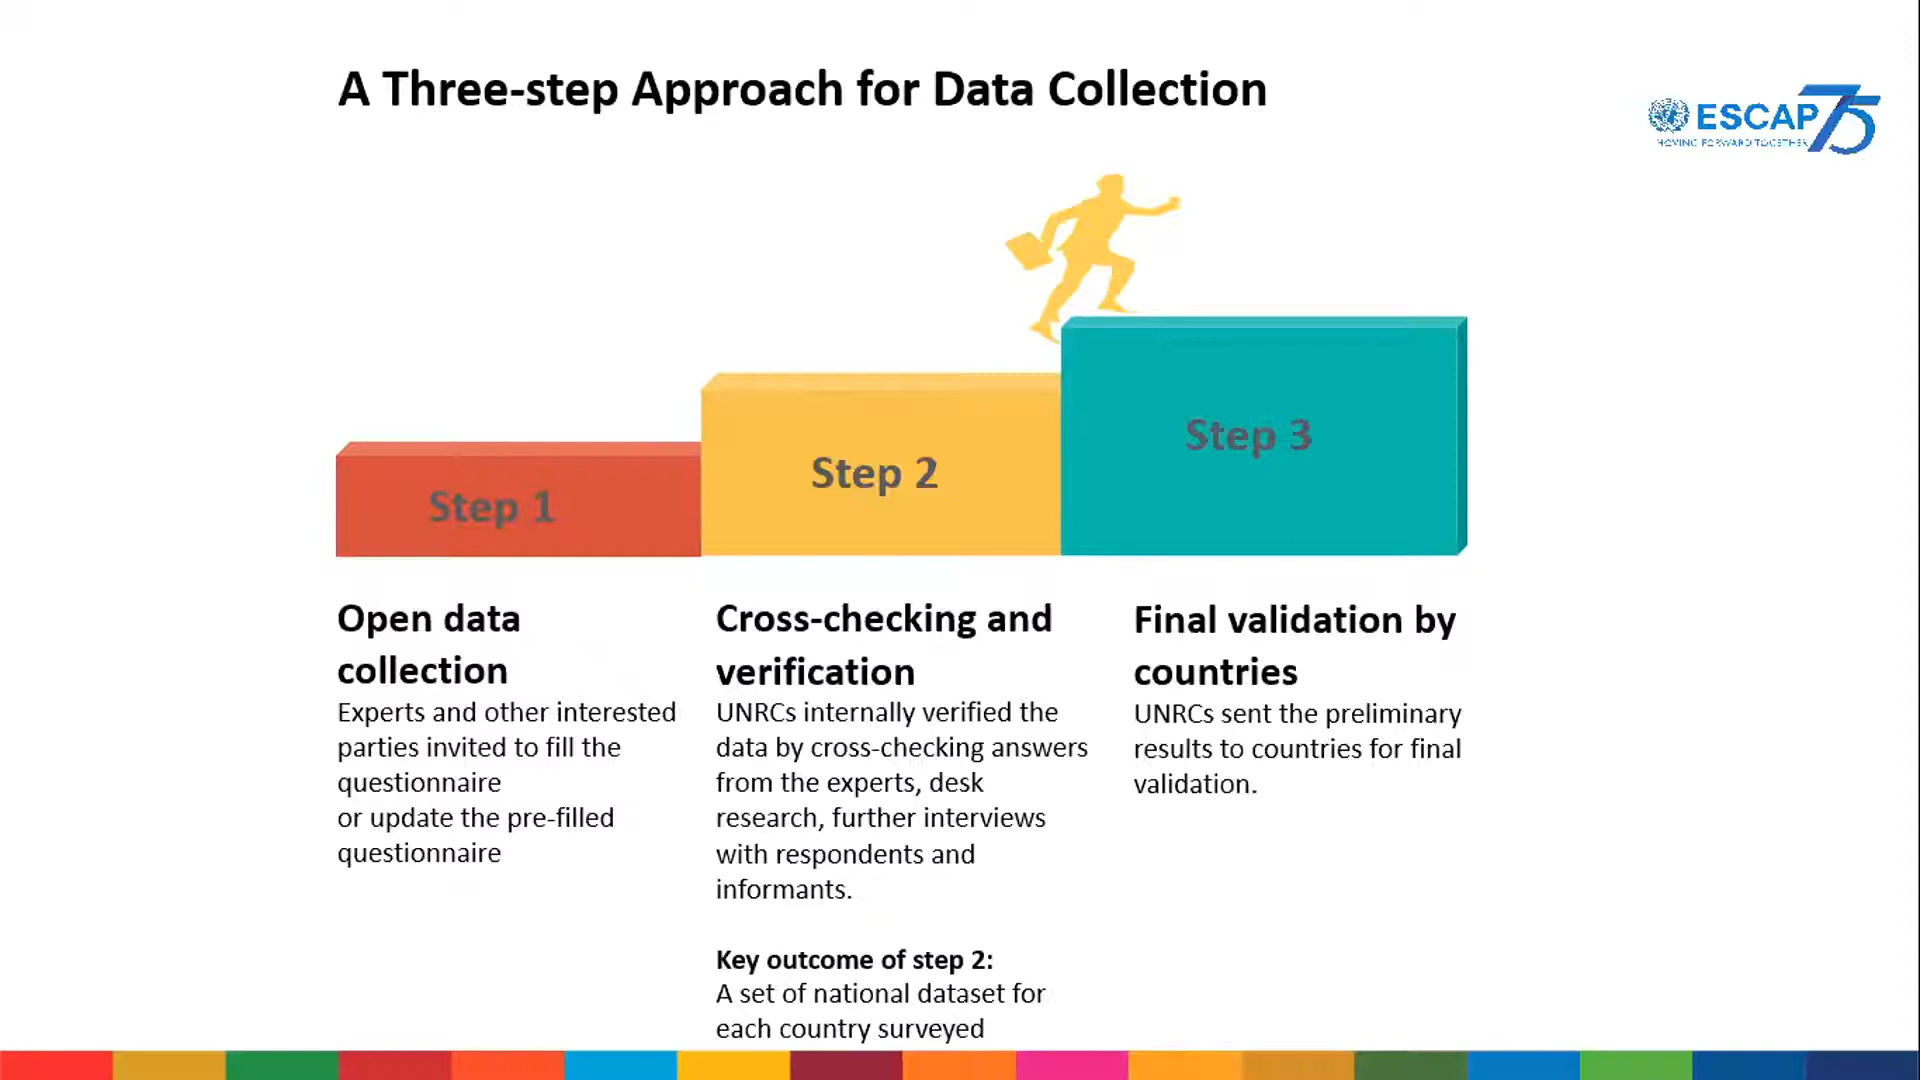 A Three-step Approach for Data Collection
ESCAP 75
MOVING FORWARD TOGETHER
Step 1
Step 2
Step 3
Open data
collection
Experts and other interested
parties invited to fill the
questionnaire
or update the pre-filled
questionnaire
Cross-checking and
verification
UNRCs internally verified the
data by cross-checking answers
from the experts, desk
research, further interviews
with respondents and
informants.
Key outcome of step 2:
A set of national dataset for
each country surveyed
Final validation by
countries
UNRCs sent the preliminary
results to countries for final
validation.